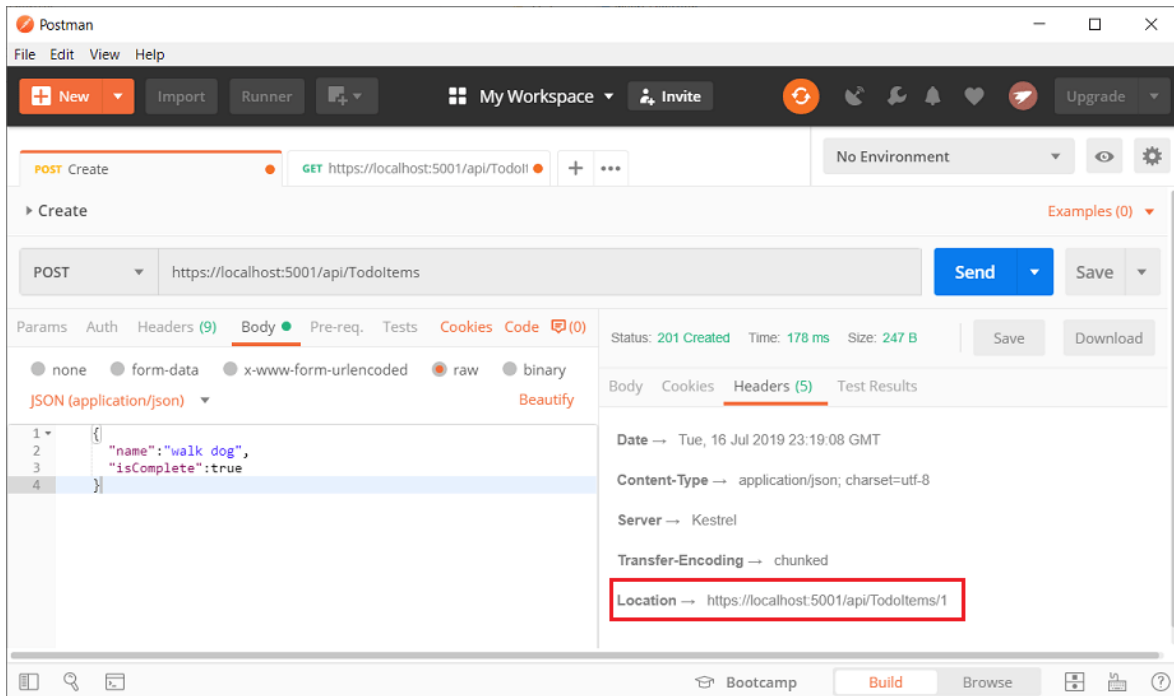 Postman
File Edit View Help
New Import Runner My Workspace Invite Upgrade
POST Create GET https://localhost:5001/api/TodoIt No Environment
Create Examples (0)
POST https://localhost:5001/api/TodoItems Send Save
Params Auth Headers (9) Body Pre-req. Tests Cookies Code (0)
none form-data x-www-form-urlencoded raw binary
JSON (application/json) Beautify
1 {
2 "name":"walk dog",
3 "isComplete":true
4 }
Status: 201 Created Time: 178 ms Size: 247 B Save Download
Body Cookies Headers (5) Test Results
Date → Tue, 16 Jul 2019 23:19:08 GMT
Content-Type → application/json; charset=utf-8
Server → Kestrel
Transfer-Encoding → chunked
Location → https://localhost:5001/api/TodoItems/1
Bootcamp Build Browse